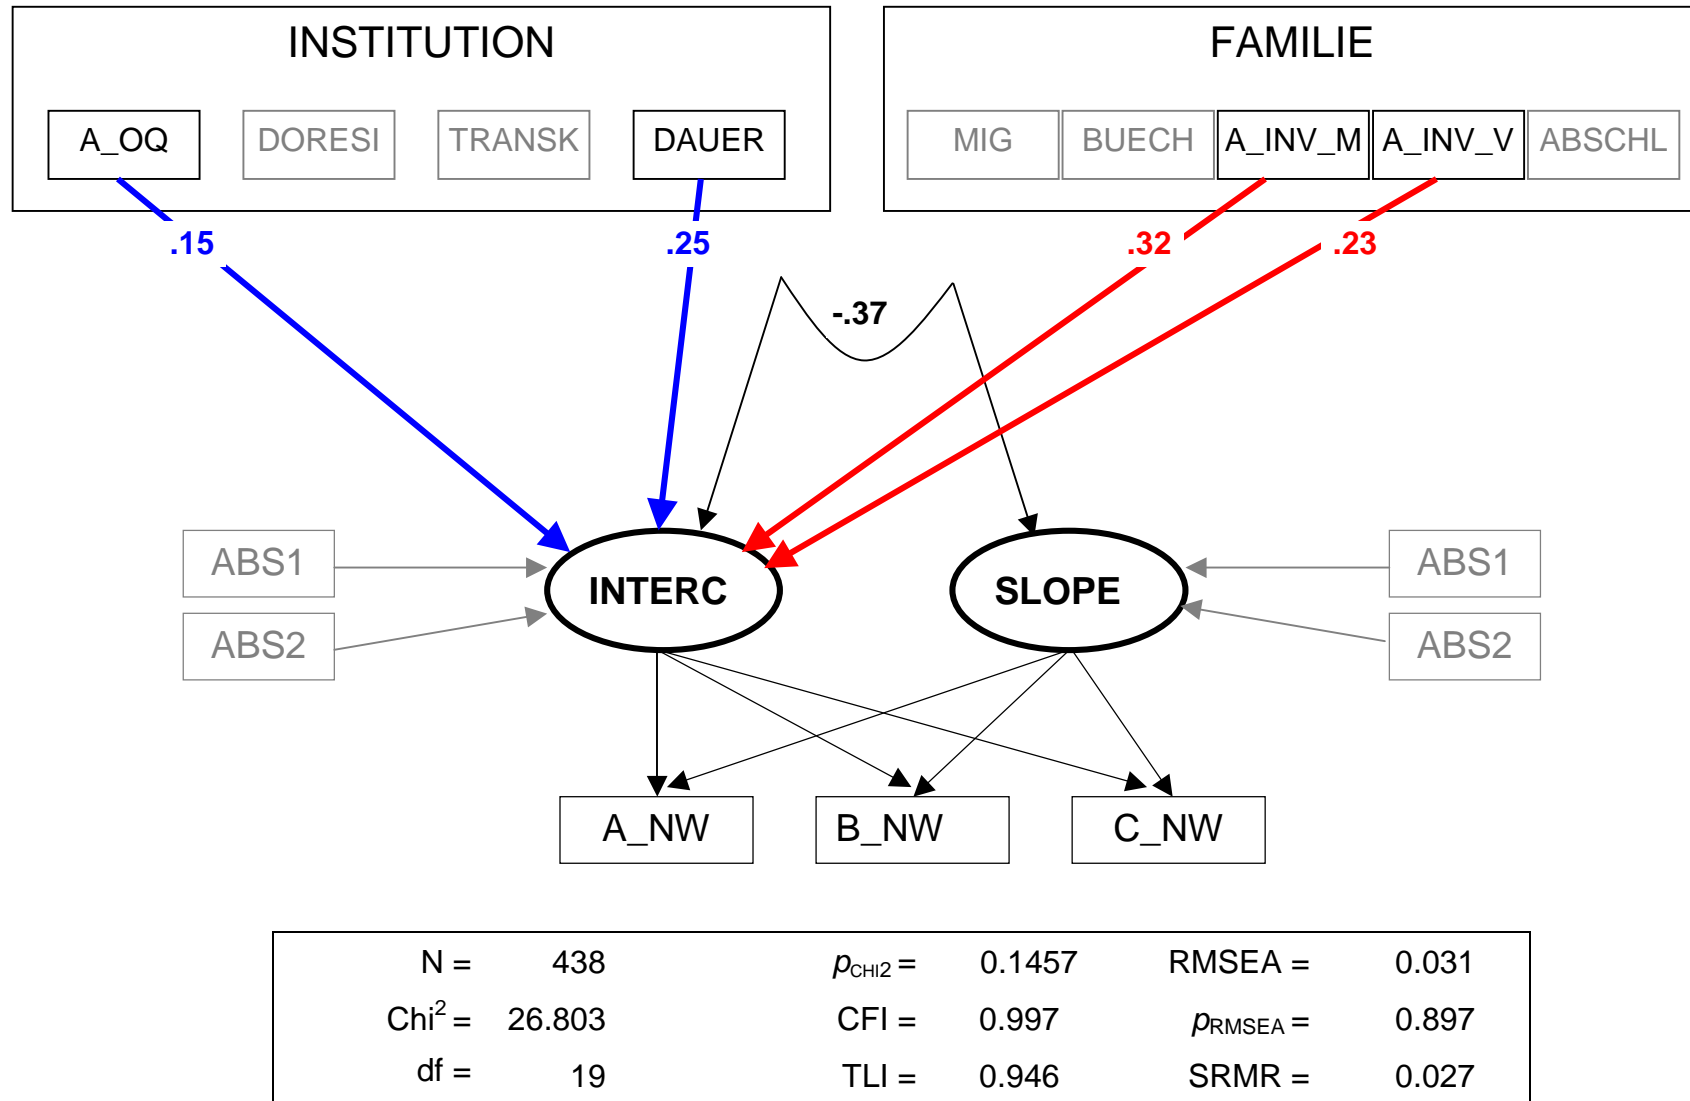 INSTITUTION
FAMILIE
A_OQ DORESI TRANSK DAUER
MIG BUECH A_INV_M A_INV_V ABSCHL
.15 .25 .32 .23
-.37
ABS1 INTERC SLOPE ABS1
ABS2 ABS2
A_NW B_NW C_NW
N = 438 pCHI2 = 0.1457 RMSEA = 0.031
Chi² = 26.803 CFI = 0.997 pRMSEA = 0.897
df = 19 TLI = 0.946 SRMR = 0.027